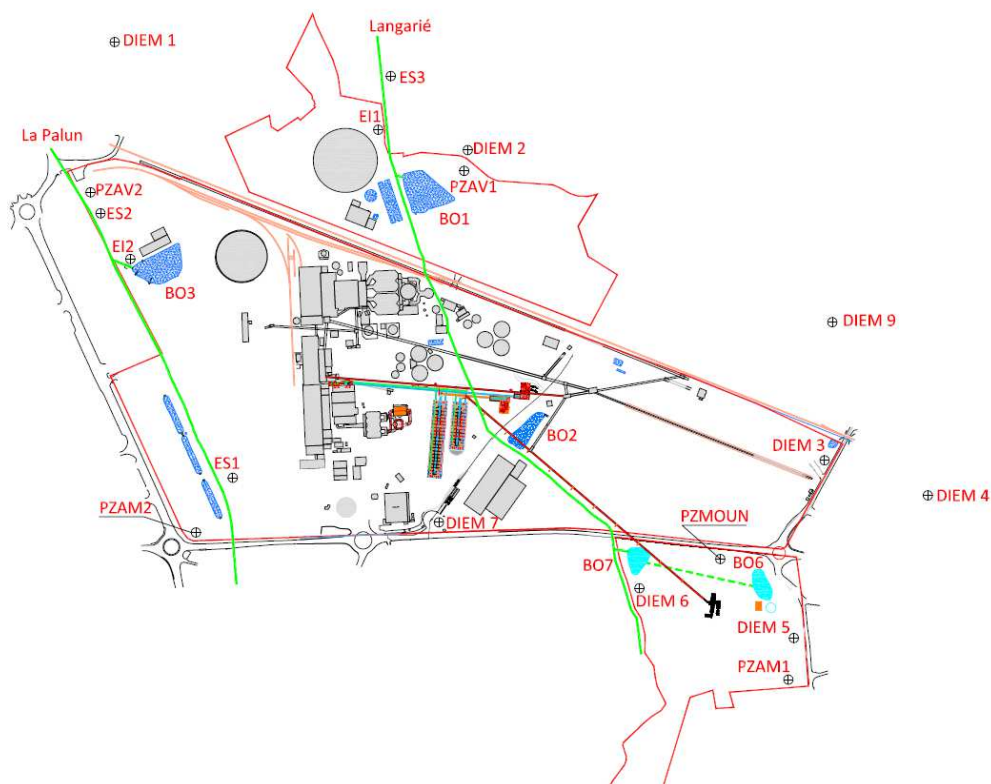 Langarié
DIEM 1
ES3
EI1
La Palun
DIEM 2
PZAV1
PZAV2
ES2
BO1
EI2
BO3
DIEM 9
BO2
DIEM 3
ES1
DIEM 4
PZAM2
DIEM 7
PZMOUN
BO7
BO6
DIEM 6
DIEM 5
PZAM1